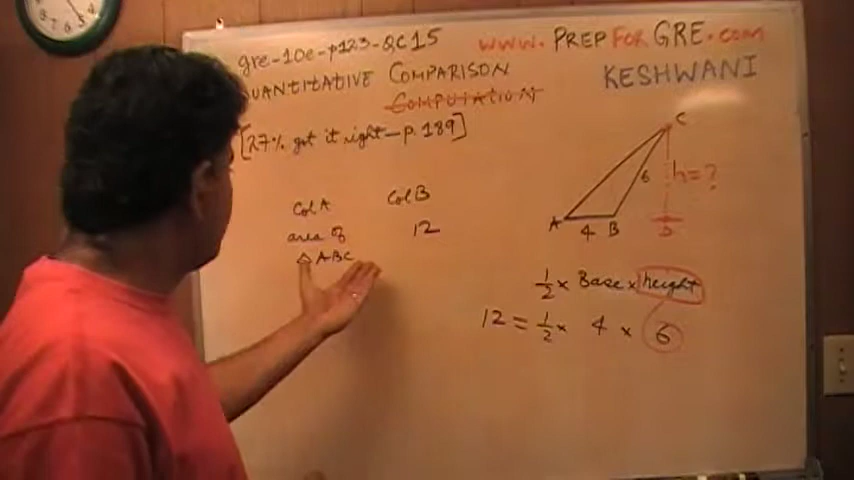 gre-10e-p123-QC15
www.PREPFORGRE.com
QUANTITATIVE COMPARISON
COMPUTATION
KESHWANI
[27% got it right-p.189]
Col A
Col B
area of
△ABC
12
C
6
h=?
A
4
B
D
1/2 × Base × height
12 = 1/2 × 4 × 6